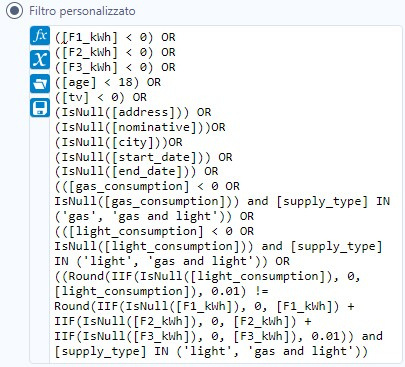 Filtro personalizzato
fx
X
([F1_kWh] < 0) OR
([F2_kWh] < 0) OR
([F3_kWh] < 0) OR
([age] < 18) OR
([tv] < 0) OR
(IsNull([address])) OR
(IsNull([nominative]))OR
(IsNull([city]))OR
(IsNull([start_date])) OR
(IsNull([end_date])) OR
(([gas_consumption] < 0 OR
IsNull([gas_consumption])) and [supply_type] IN
('gas', 'gas and light')) OR
(([light_consumption] < 0 OR
IsNull([light_consumption])) and [supply_type]
IN ('light', 'gas and light')) OR
((Round(IIF(IsNull([light_consumption]), 0,
[light_consumption]), 0.01) !=
Round(IIF(IsNull([F1_kWh]), 0, [F1_kWh]) +
IIF(IsNull([F2_kWh]), 0, [F2_kWh]) +
IIF(IsNull([F3_kWh]), 0, [F3_kWh]), 0.01)) and
[supply_type] IN ('light', 'gas and light'))